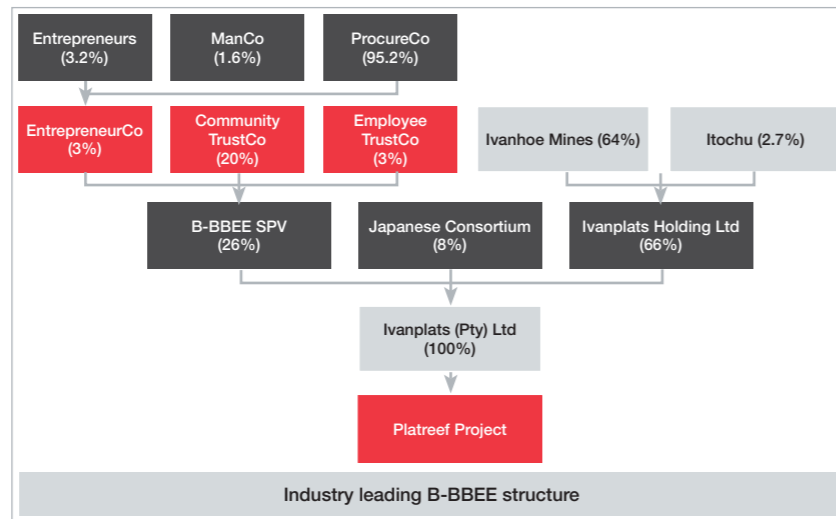 Entrepreneurs
(3.2%)
ManCo
(1.6%)
ProcureCo
(95.2%)
EntrepreneurCo
(3%)
Community
TrustCo
(20%)
Employee
TrustCo
(3%)
Ivanhoe Mines (64%)
Itochu (2.7%)
B-BBEE SPV
(26%)
Japanese Consortium
(8%)
Ivanplats Holding Ltd
(66%)
Ivanplats (Pty) Ltd
(100%)
Platreef Project
Industry leading B-BBEE structure